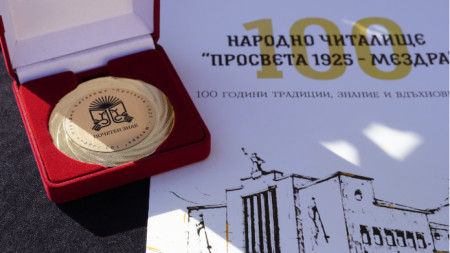 100
НАРОДНО ЧИТАЛИЩЕ
"ПРОСВЕТА 1925 - МЕЗДРА"
100 ГОДИНИ ТРАДИЦИИ, ЗНАНИЕ И ВДЪХНОВ
ПОЧЕТЕН ЗНАК